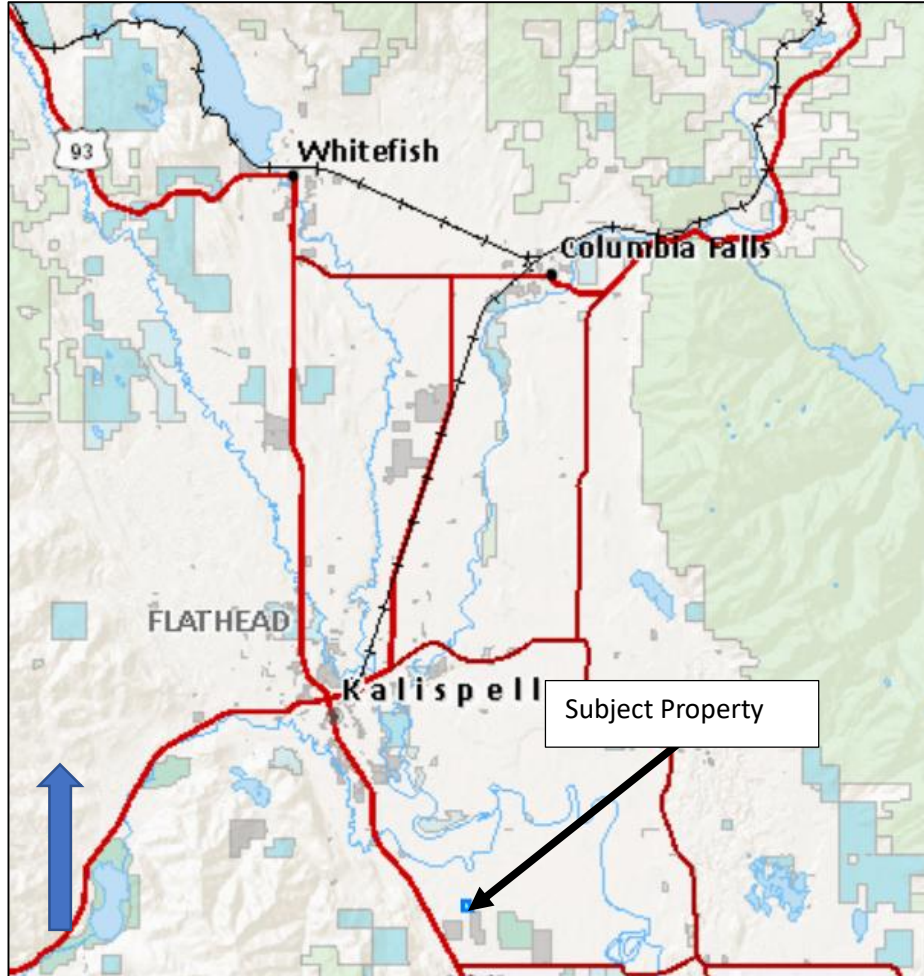 Whitefish
93
Columbia Falls
FLATHEAD
Kalispell
Subject Property